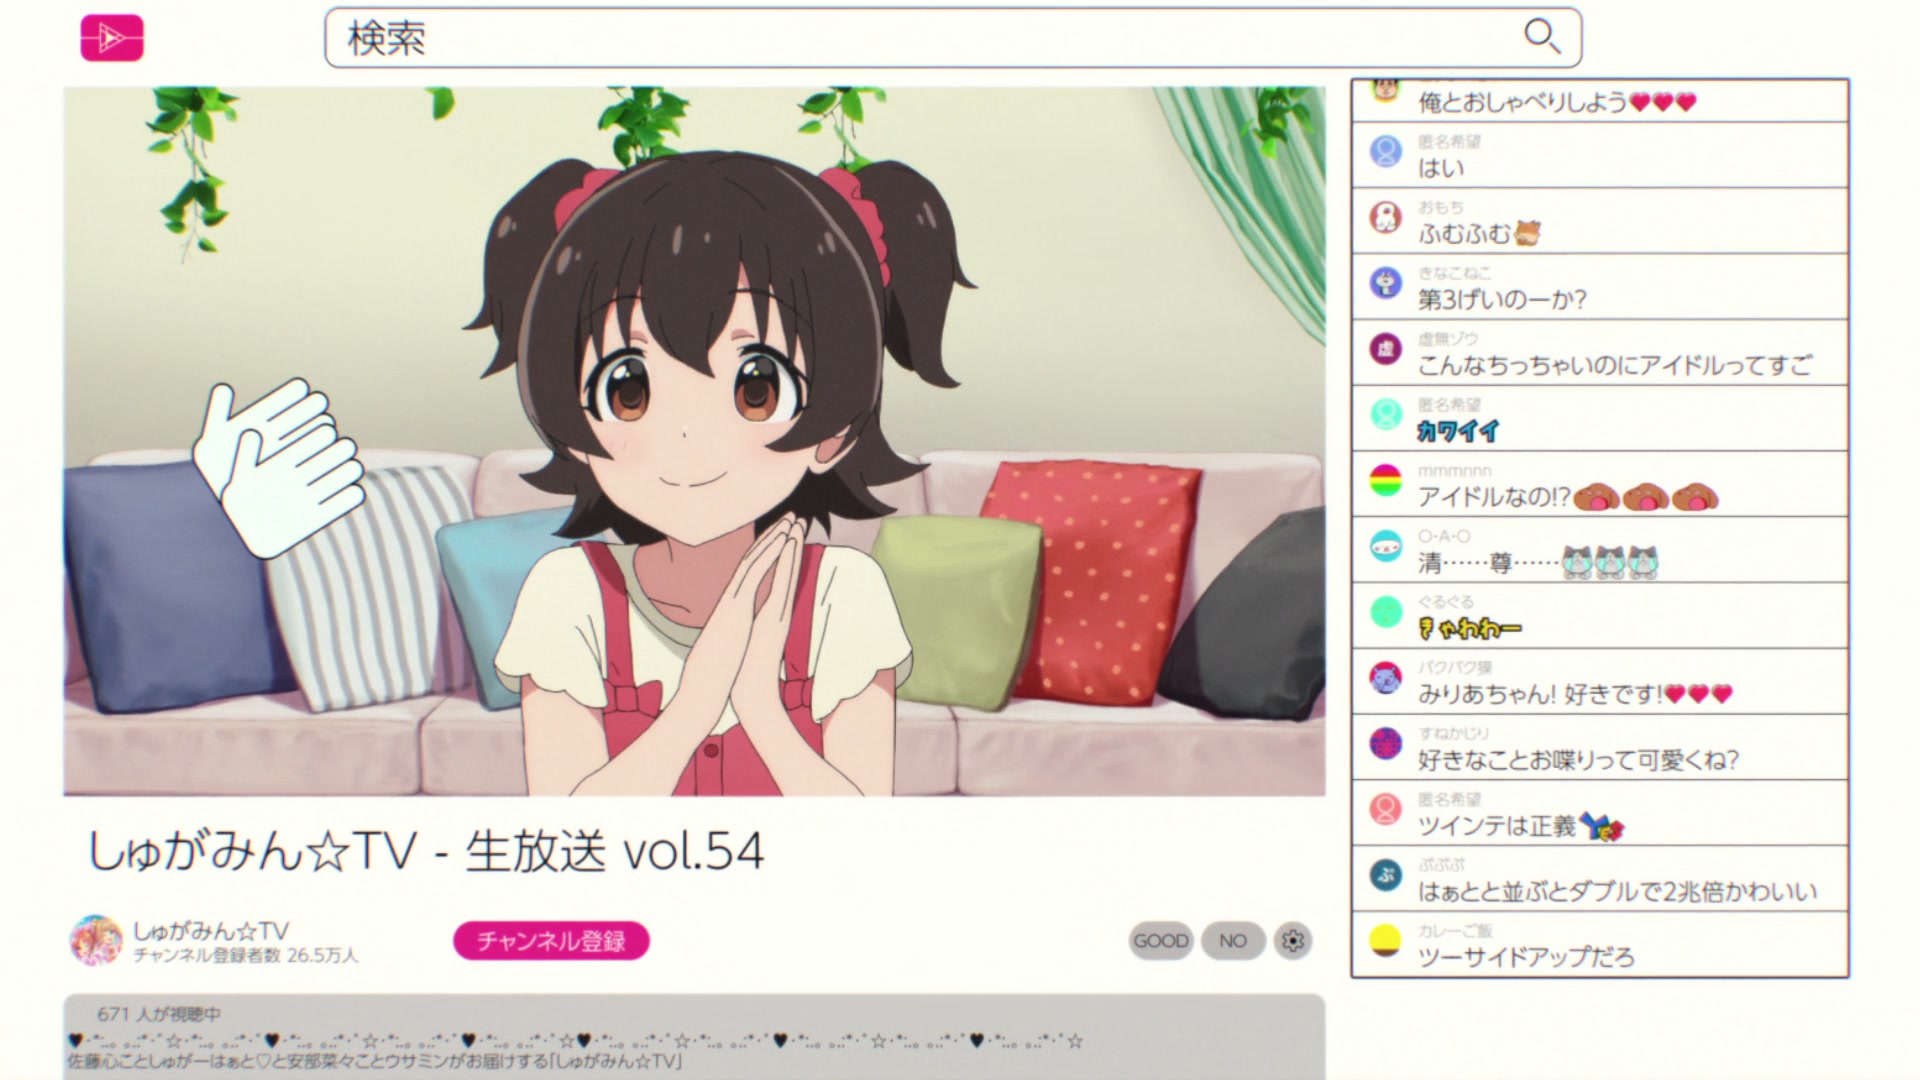 検索
俺とおしゃべりしよう
匿名希望
はい
おもち
ふむふむ
きなこねこ
第3げいのーか?
虚
虚無ゾウ
こんなちっちゃいのにアイドルってすご
匿名希望
カワイイ
mmmnnn
アイドルなの!?
O-A-O
清……尊……
ぐるぐる
きゃわわー
バクバク獏
みりあちゃん! 好きです!
すねかじり
好きなことお喋りって可愛くね?
匿名希望
ツインテは正義
ぷ
ぷぷぷ
はぁとと並ぶとダブルで2兆倍かわいい
カレーご飯
ツーサイドアップだろ
しゅがみん☆TV - 生放送 vol.54
しゅがみん☆TV
チャンネル登録者数 26.5万人
チャンネル登録
GOOD
NO
671 人が視聴中
佐藤心ことしゅがーはぁと♡と安部菜々ことウサミンがお届けする「しゅがみん☆TV」